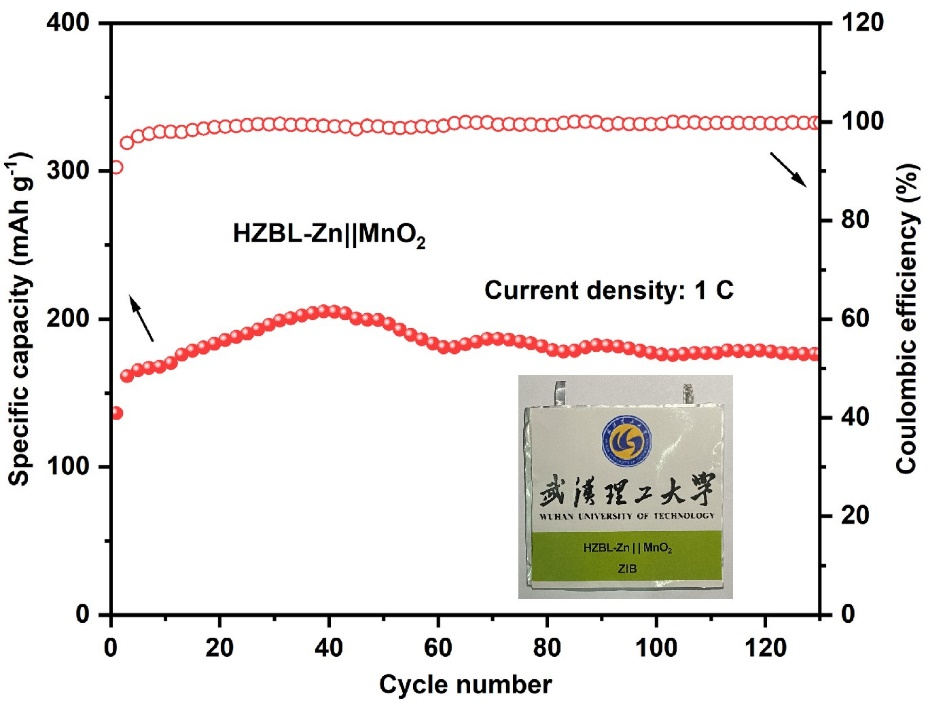 400
300
200
100
0
Specific capacity (mAh g⁻¹)
120
100
80
60
40
20
0
Coulombic efficiency (%)
HZBL-Zn||MnO₂
Current density: 1 C
武漢理工大學
WUHAN UNIVERSITY OF TECHNOLOGY
HZBL-Zn || MnO₂
ZIB
0 20 40 60 80 100 120
Cycle number